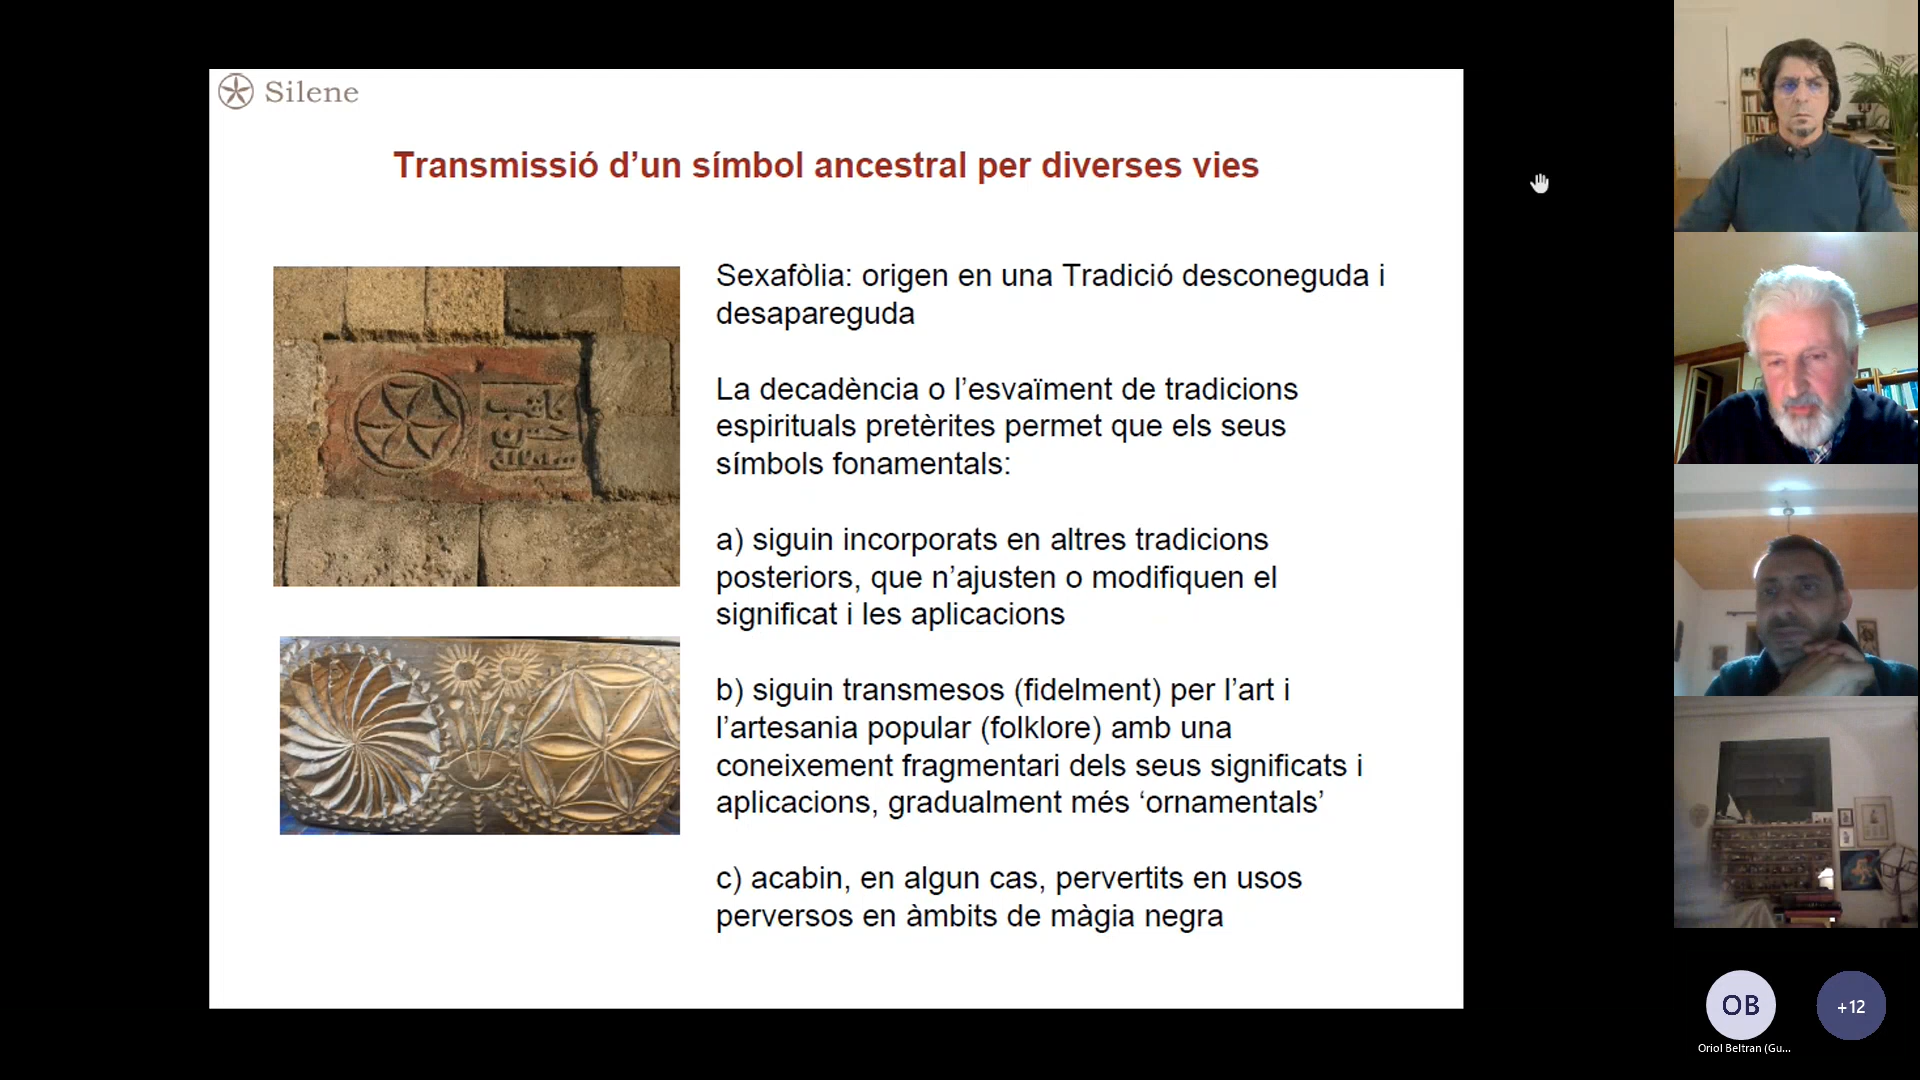 Silene
Transmissió d’un símbol ancestral per diverses vies
Sexafòlia: origen en una Tradició desconeguda i
desapareguda
La decadència o l’esvaïment de tradicions
espirituals pretèrites permet que els seus
símbols fonamentals:
a) siguin incorporats en altres tradicions
posteriors, que n’ajusten o modifiquen el
significat i les aplicacions
b) siguin transmesos (fidelment) per l’art i
l’artesania popular (folklore) amb una
coneixement fragmentari dels seus significats i
aplicacions, gradualment més ‘ornamentals’
c) acabin, en algun cas, pervertits en usos
perversos en àmbits de màgia negra
OB
+12
Oriol Beltran (Gu...